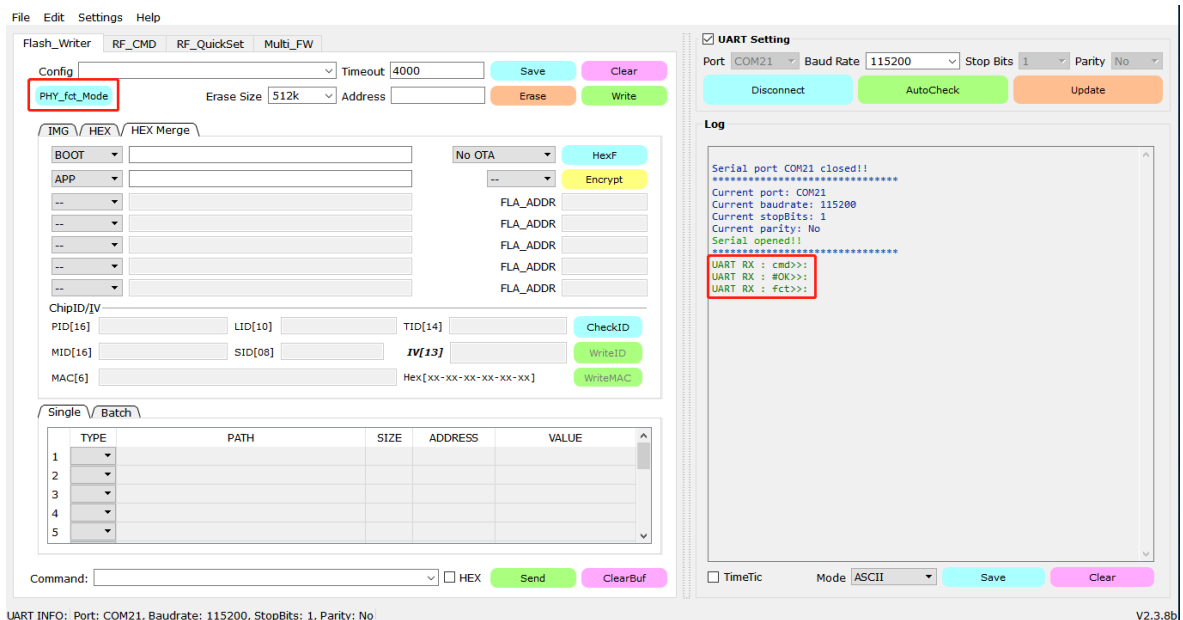 File Edit Settings Help
Flash_Writer RF_CMD RF_QuickSet Multi_FW
Config Timeout 4000 Save Clear
PHY_fct_Mode Erase Size 512k Address Erase Write
IMG HEX HEX Merge
BOOT No OTA HexF
APP -- Encrypt
-- FLA_ADDR
-- FLA_ADDR
-- FLA_ADDR
-- FLA_ADDR
-- FLA_ADDR
ChipID/IV
PID[16] LID[10] TID[14] CheckID
MID[16] SID[08] IV[13] WriteID
MAC[6] Hex[xx-xx-xx-xx-xx-xx] WriteMAC
Single Batch
TYPE PATH SIZE ADDRESS VALUE
1
2
3
4
5
Command: HEX Send ClearBuf
UART Setting
Port COM21 Baud Rate 115200 Stop Bits 1 Parity No
Disconnect AutoCheck Update
Log
Serial port COM21 closed!!
*******************************
Current port: COM21
Current baudrate: 115200
Current stopBits: 1
Current parity: No
Serial opened!!
*******************************
UART RX : cmd>>:
UART RX : #OK>>:
UART RX : fct>>:
TimeTic Mode ASCII Save Clear
UART INFO: Port: COM21, Baudrate: 115200, StopBits: 1, Parity: No V2.3.8b